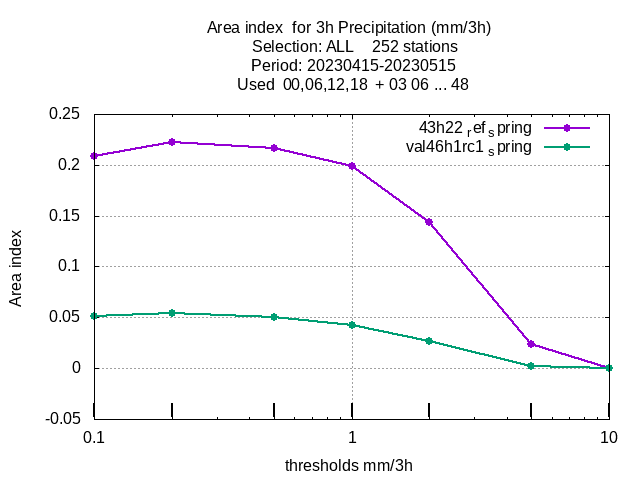 Area index  for 3h Precipitation (mm/3h)
Selection: ALL    252 stations
Period: 20230415-20230515
Used  00,06,12,18  + 03 06 ... 48
43h22 ref spring
val46h1rc1 spring
0.25
0.2
0.15
0.1
0.05
0
-0.05
Area index
0.1 1 10
thresholds mm/3h